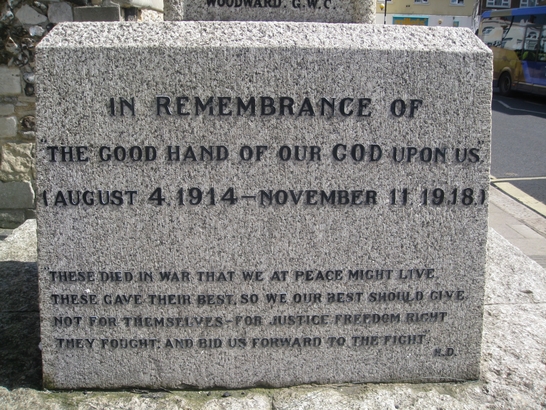 WOODWARD, G.W.C.
IN REMEMBRANCE OF
"THE GOOD HAND OF OUR GOD UPON US."
(AUGUST 4, 1914—NOVEMBER 11, 1918.)
THESE DIED IN WAR, THAT WE AT PEACE MIGHT LIVE,
THESE GAVE THEIR BEST, SO WE OUR BEST SHOULD GIVE.
NOT FOR THEMSELVES—FOR JUSTICE FREEDOM RIGHT
THEY FOUGHT; AND BID US FORWARD TO THE FIGHT.